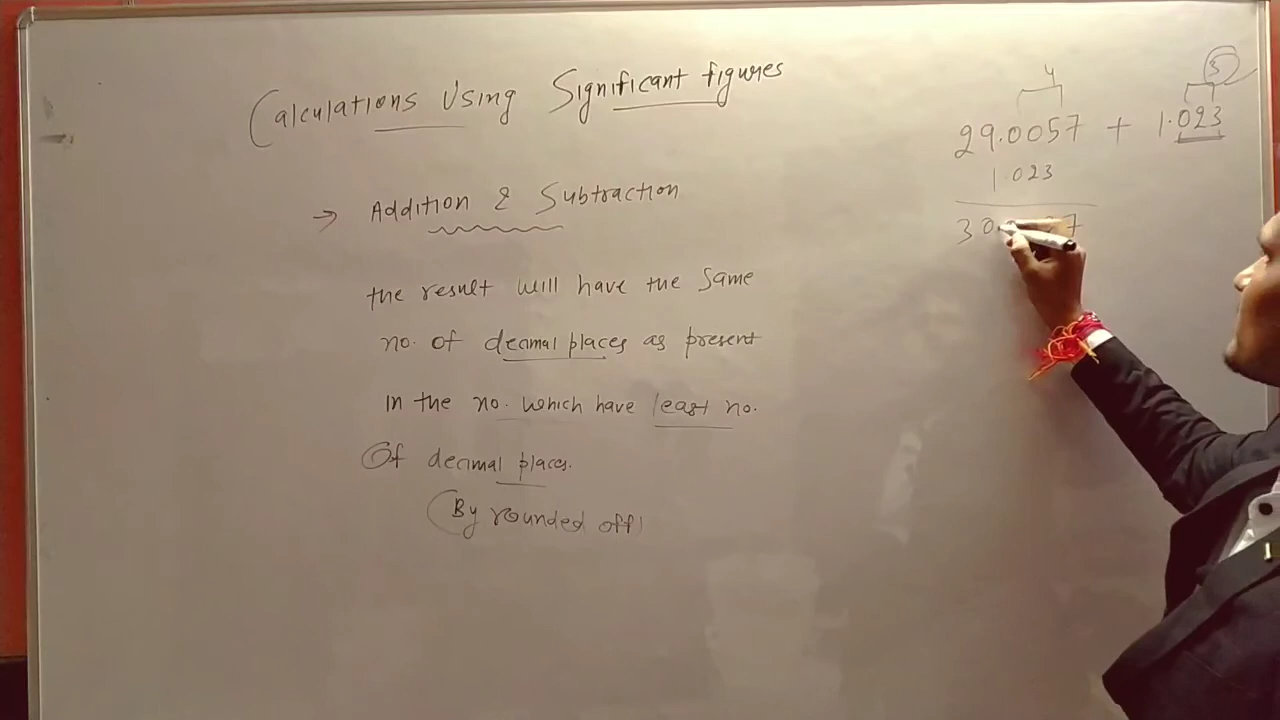 Calculations Using Significant figures
→ Addition & Subtraction
the result will have the same
no. of decimal places as present
in the no. which have least no.
Of decimal places.
(By rounded off)
4
3
29.0057 + 1.023
1.023
30
7